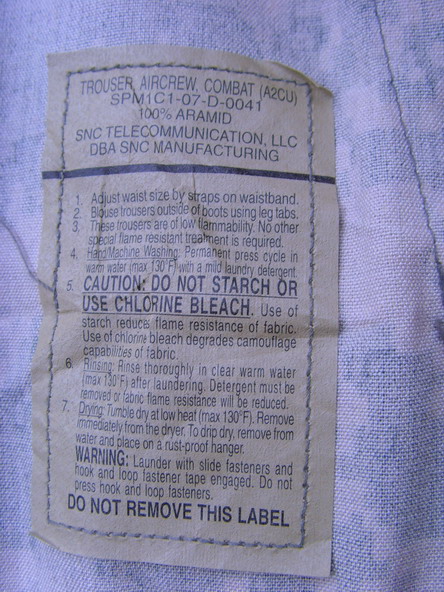 TROUSER, AIRCREW, COMBAT (A2CU)
SPM1C1-07-D-0041
100% ARAMID
SNC TELECOMMUNICATION, LLC
DBA SNC MANUFACTURING
1. Adjust waist size by straps on waistband.
2. Blouse trousers outside of boots using leg tabs.
3. These trousers are of low flammability. No other
special flame resistant treatment is required.
4. Hand/Machine Washing: Permanent press cycle in
warm water (max 130°F) with a mild laundry detergent.
5. CAUTION: DO NOT STARCH OR
USE CHLORINE BLEACH. Use of
starch reduces flame resistance of fabric.
Use of chlorine bleach degrades camouflage
capabilities of fabric.
6. Rinsing: Rinse thoroughly in clear warm water
(max 130°F) after laundering. Detergent must be
removed or fabric flame resistance will be reduced.
7. Drying: Tumble dry at low heat (max 130°F). Remove
immediately from the dryer. To drip dry, remove from
water and place on a rust-proof hanger.
WARNING: Launder with slide fasteners and
hook and loop fastener tape engaged. Do not
press hook and loop fasteners.
DO NOT REMOVE THIS LABEL